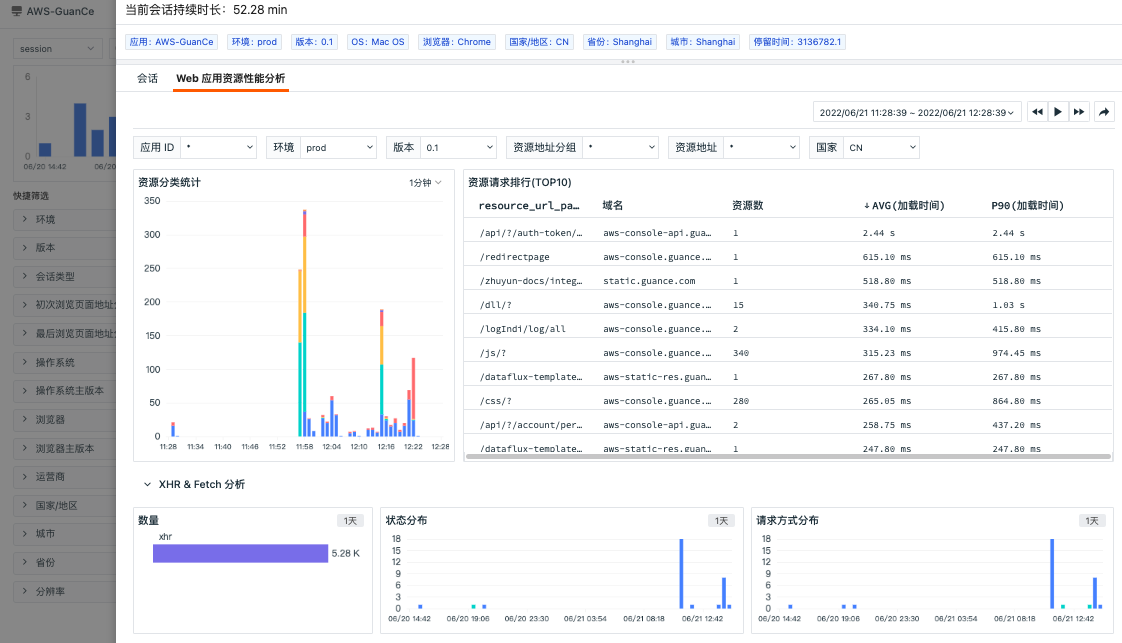 AWS-GuanCe
当前会话持续时长： 52.28 min
session
应用：AWS-GuanCe 环境：prod 版本：0.1 OS：Mac OS 浏览器：Chrome 国家/地区：CN 省份：Shanghai 城市：Shanghai 停留时间：3136782.1
会话 Web 应用资源性能分析
2022/06/21 11:28:39 ~ 2022/06/21 12:28:39
应用 ID * 环境 prod 版本 0.1 资源地址分组 * 资源地址 * 国家 CN
6
3
0
06/20 14:42 06/20
快捷筛选
环境
版本
会话类型
初次浏览页面地址
最后浏览页面地址
操作系统
操作系统主版本
浏览器
浏览器主版本
运营商
国家/地区
城市
省份
分辨率
资源分类统计 1分钟
350
300
250
200
150
100
50
0
11:28 11:34 11:40 11:46 11:52 11:58 12:04 12:10 12:16 12:22 12:28
资源请求排行(TOP10)
resource_url_pa… 域名 资源数 ↓AVG(加载时间) P90(加载时间)
/api/?/auth-token/… aws-console-api.gua… 1 2.44 s 2.44 s
/redirectpage aws-console.guance.… 1 615.10 ms 615.10 ms
/zhuyun-docs/integ… static.guance.com 1 518.80 ms 518.80 ms
/dll/? aws-console.guance.… 15 340.75 ms 1.03 s
/logIndi/log/all aws-console.guance.… 2 334.10 ms 415.80 ms
/js/? aws-console.guance.… 340 315.23 ms 974.45 ms
/dataflux-template… aws-static-res.guan… 1 267.80 ms 267.80 ms
/css/? aws-console.guance.… 280 265.05 ms 864.80 ms
/api/?/account/per… aws-console-api.gua… 2 258.75 ms 437.20 ms
/dataflux-template… aws-static-res.guan… 1 247.80 ms 247.80 ms
XHR & Fetch 分析
数量 1天
xhr
5.28 K
状态分布 1天
18
15
12
9
6
3
0
06/20 14:42 06/20 19:06 06/20 23:30 06/21 03:54 06/21 08:18 06/21 12:42
请求方式分布 1天
18
15
12
9
6
3
0
06/20 14:42 06/20 19:06 06/20 23:30 06/21 03:54 06/21 08:18 06/21 12:42